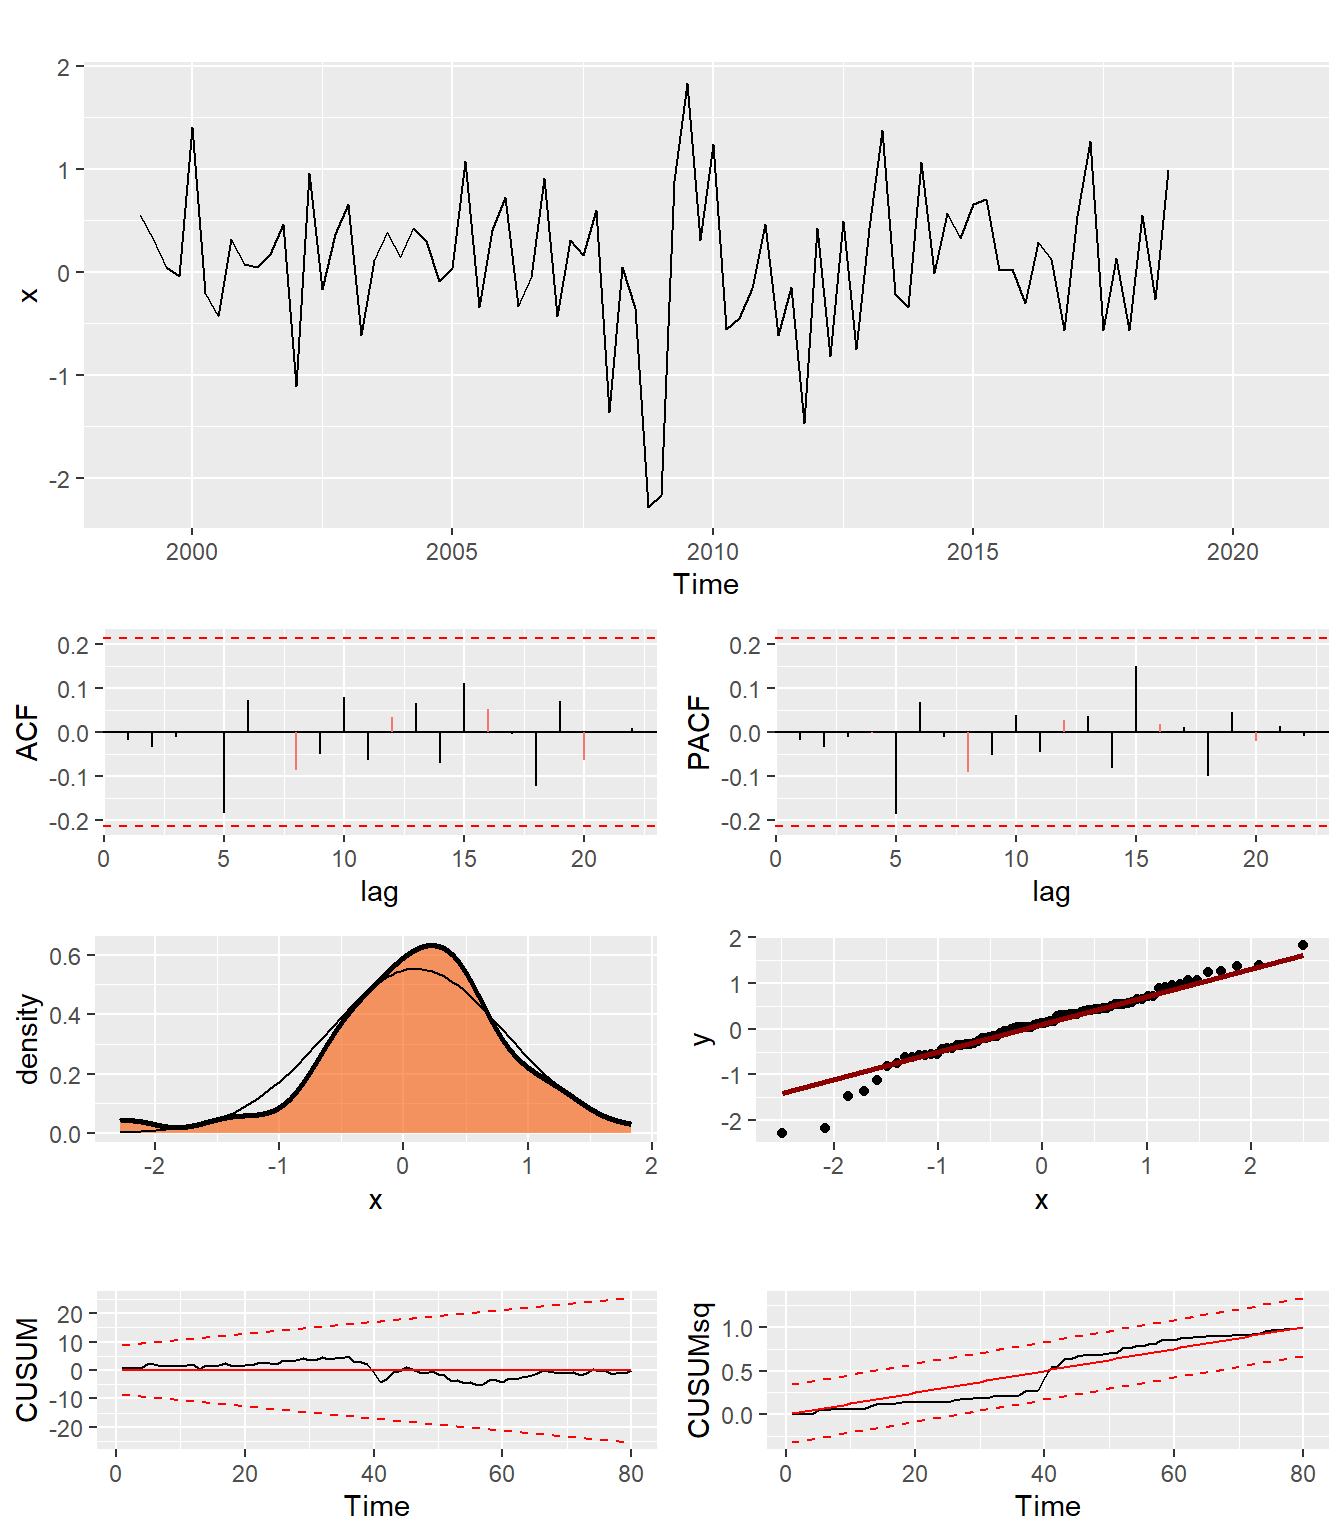 2
1
0
-1
-2
x
2000 2005 2010 2015 2020
Time
0.2 0.2
0.1 0.1
0.0 0.0
-0.1 -0.1
-0.2 -0.2
ACF PACF
0 5 10 15 20 0 5 10 15 20
lag lag
0.6 2
0.4 1
0.2 0
0.0 -1
-2
density y
-2 -1 0 1 2 -2 -1 0 1 2
x x
20 1.0
10 0.5
0 0.0
-10
-20
CUSUM CUSUMsq
0 20 40 60 80 0 20 40 60 80
Time Time